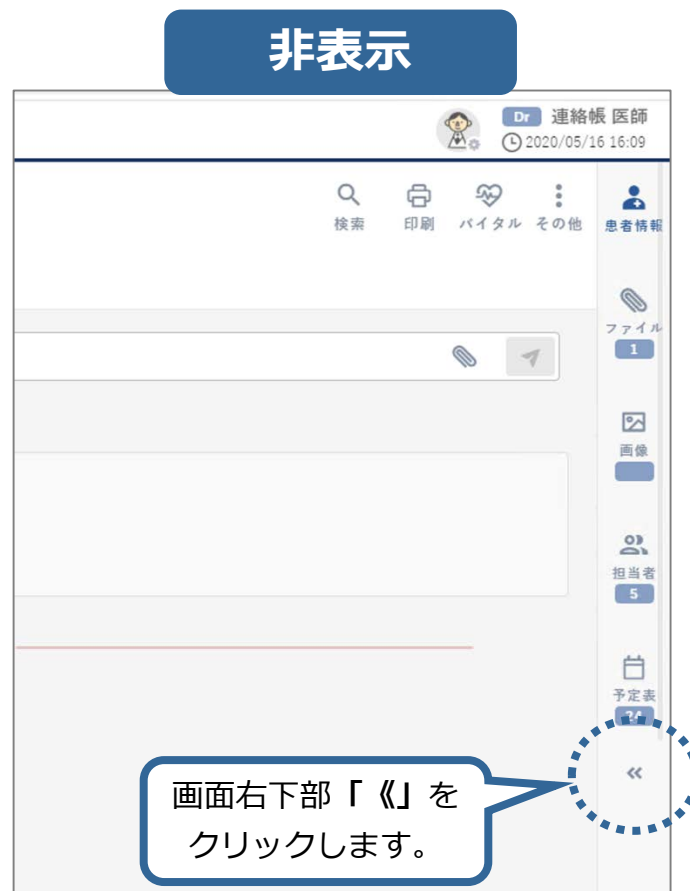 非表示
Dr 連絡帳 医師
2020/05/16 16:09
検索 印刷 バイタル その他 患者情報
ファイル
1
画像
担当者
5
予定表
24
«
画面右下部「《」を
クリックします。